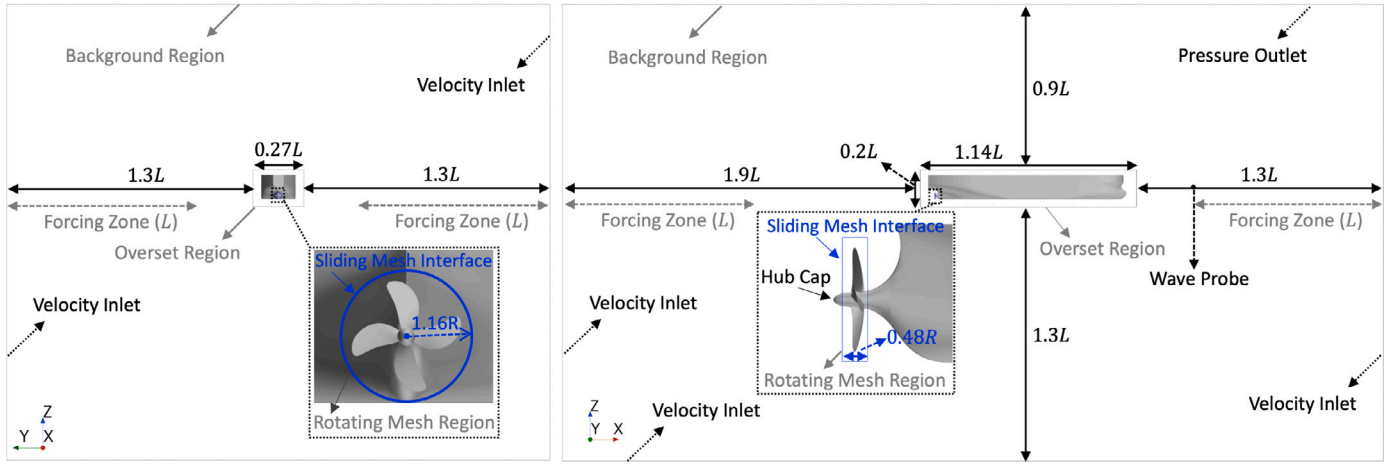 Background Region
Velocity Inlet
0.27L
1.3L
1.3L
Forcing Zone (L)
Forcing Zone (L)
Overset Region
Sliding Mesh Interface
Velocity Inlet
1.16R
Rotating Mesh Region
Z
Y
X
Background Region
Pressure Outlet
0.9L
0.2L
1.14L
1.9L
1.3L
Forcing Zone (L)
Forcing Zone (L)
Sliding Mesh Interface
Overset Region
Hub Cap
Wave Probe
Velocity Inlet
0.48R
1.3L
Rotating Mesh Region
Velocity Inlet
Velocity Inlet
Z
Y
X